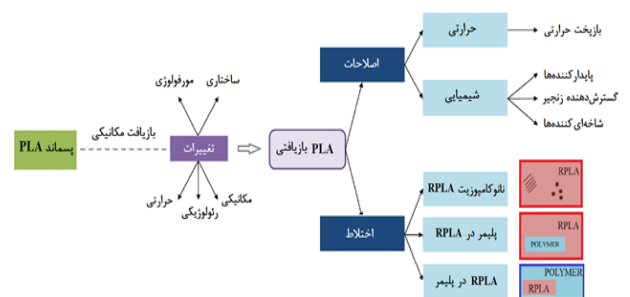 حرارتی
بازپخت حرارتی
اصلاحات
ساختاری
مورفولوژی
پایدارکننده‌ها
شیمیایی
گسترش‌دهنده زنجیر
شاخه‌ای کننده‌ها
پسماند PLA
بازیافت مکانیکی
تغییرات
PLA بازیافتی
RPLA
نانوکامپوزیت RPLA
مکانیکی
رئولوژیکی
حرارتی
اختلاط
پلیمر در RPLA
RPLA
POLYMER
RPLA در پلیمر
POLYMER
RPLA